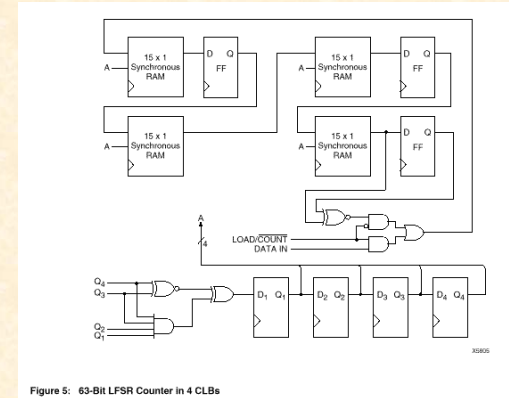 15 x 1
Synchronous
RAM
A
D Q
FF
15 x 1
Synchronous
RAM
A
D Q
FF
15 x 1
Synchronous
RAM
A
15 x 1
Synchronous
RAM
A
D Q
FF
A
4
LOAD/COUNT
DATA IN
Q4
Q3
Q2
Q1
D1 Q1
D2 Q2
D3 Q3
D4 Q4
X5805
Figure 5: 63-Bit LFSR Counter in 4 CLBs